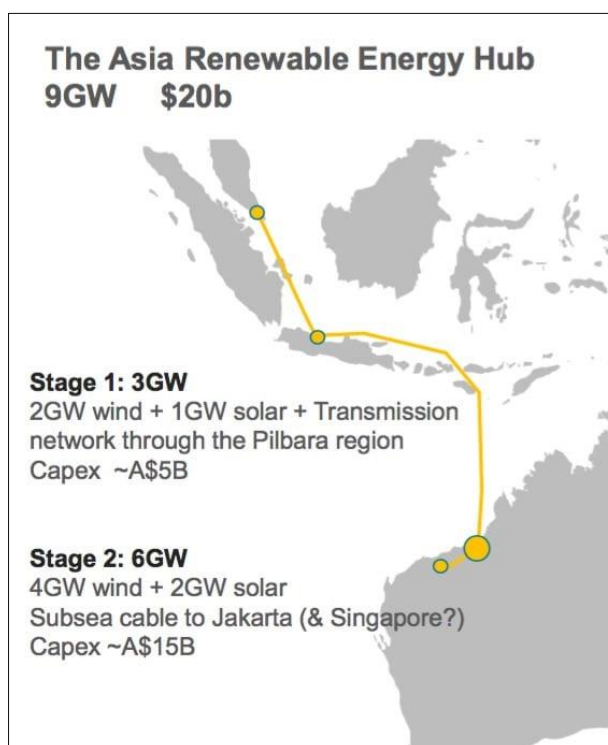 The Asia Renewable Energy Hub
9GW $20b
Stage 1: 3GW
2GW wind + 1GW solar + Transmission
network through the Pilbara region
Capex ~A$5B
Stage 2: 6GW
4GW wind + 2GW solar
Subsea cable to Jakarta (& Singapore?)
Capex ~A$15B